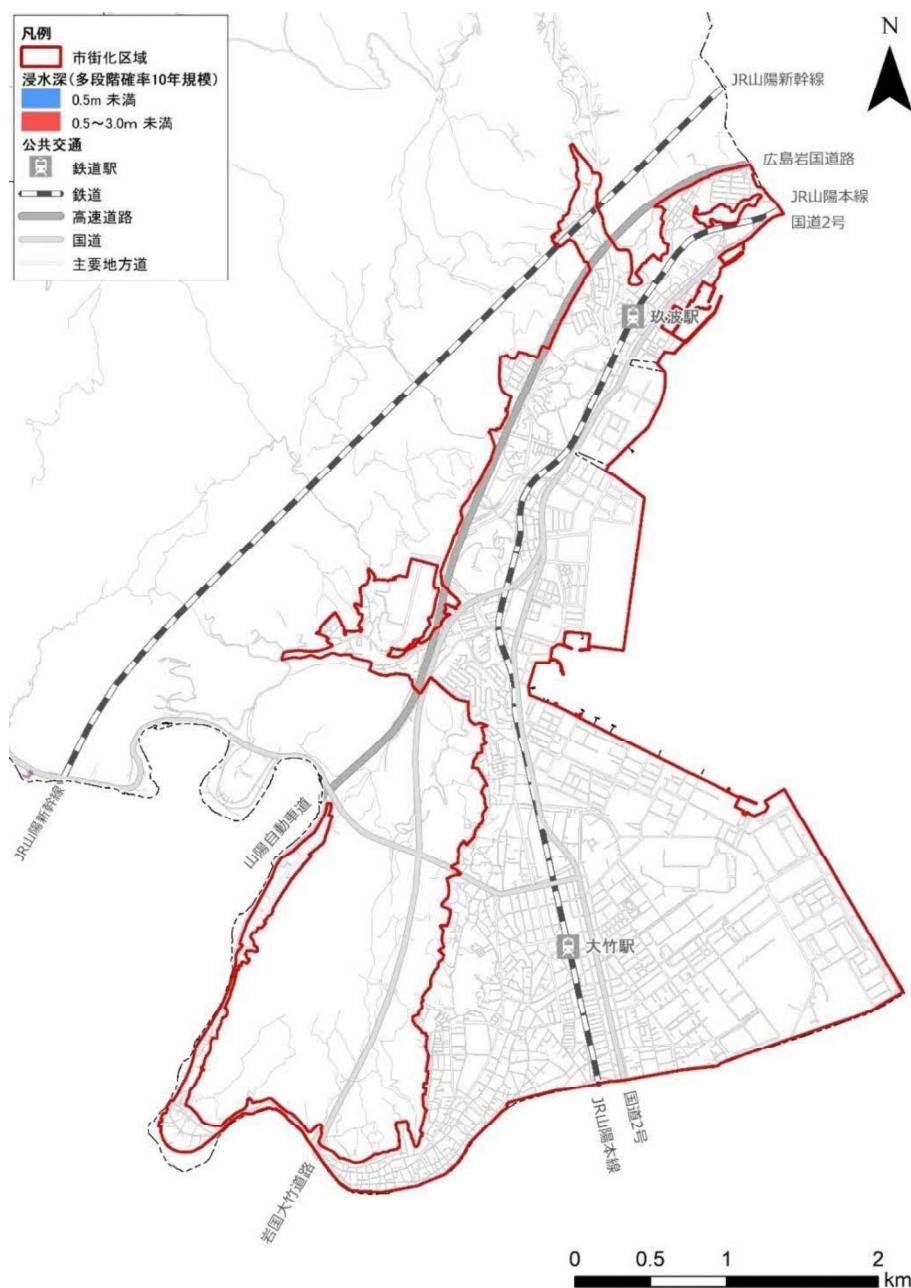 凡例
市街化区域
浸水深（多段階確率10年規模）
0.5m 未満
0.5～3.0m 未満
公共交通
鉄道駅
鉄道
高速道路
国道
主要地方道
N
JR山陽新幹線
広島岩国道路
JR山陽本線
国道2号
玖波駅
JR山陽新幹線
山陽自動車道
大竹駅
JR山陽本線
国道2号
岩国大竹道路
0 0.5 1 2
km